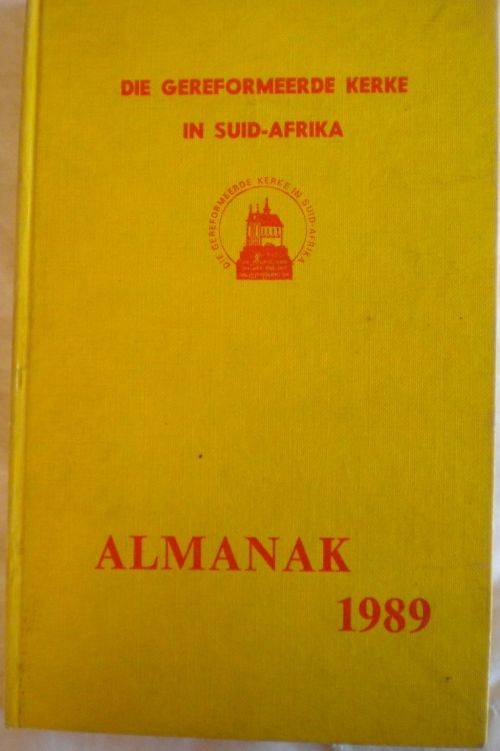 DIE GEREFORMEERDE KERKE
IN SUID-AFRIKA
DIE GEREFORMEERDE KERKE IN SUID-AFRIKA
ALMANAK
1989